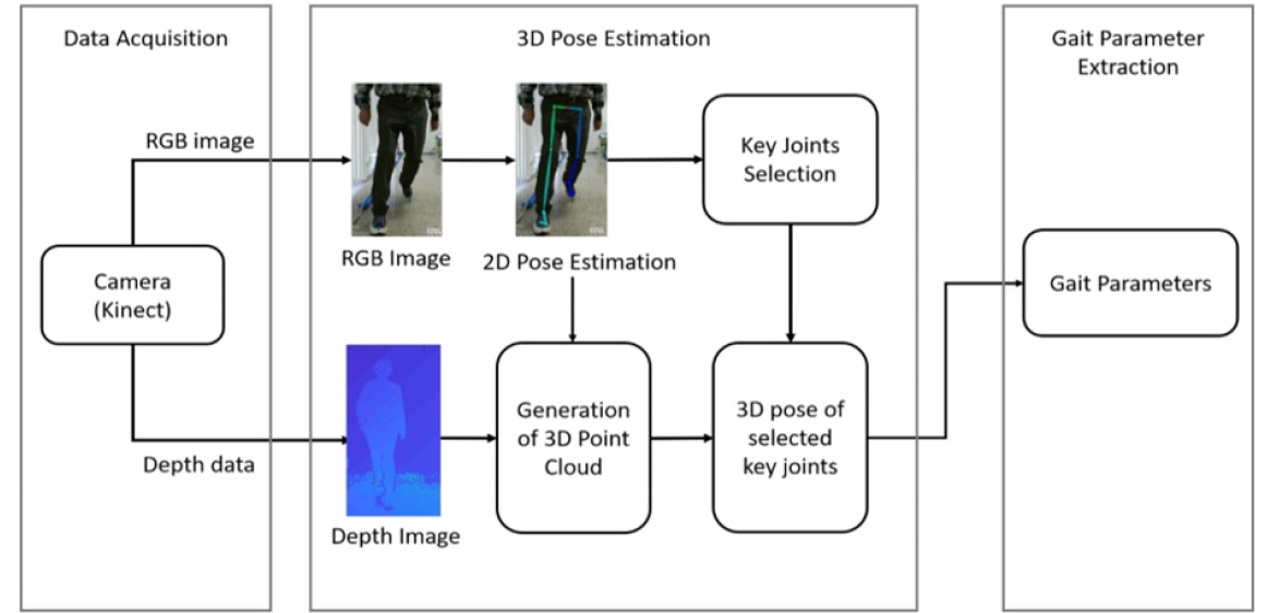 Data Acquisition
3D Pose Estimation
Gait Parameter
Extraction
RGB image
Key Joints
Selection
RGB Image
2D Pose Estimation
Camera
(Kinect)
Gait Parameters
Generation
of 3D Point
Cloud
3D pose of
selected
key joints
Depth data
Depth Image